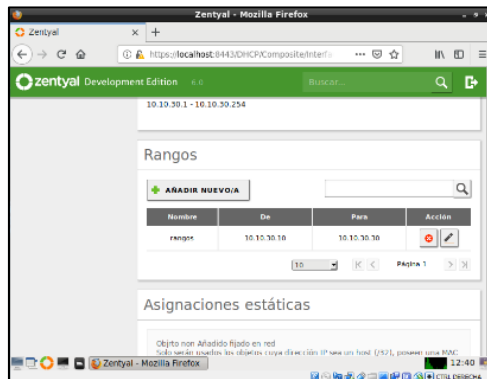 Zentyal - Mozilla Firefox
Zentyal
https://localhost:8443/DHCP/Composite/Interfa
zentyal Development Edition 6.0
Buscar...
10.10.30.1 - 10.10.30.254
Rangos
AÑADIR NUEVO/A
Nombre De Para Acción
rangos 10.10.30.10 10.10.30.30
10 Página 1
Asignaciones estáticas
Objeto non Añadido fijado en red
Solo serán usados los objetos cuya dirección IP sea un host (/32), poseen una MAC
Zentyal - Mozilla Firefox 12:40
CTRL DERECHA